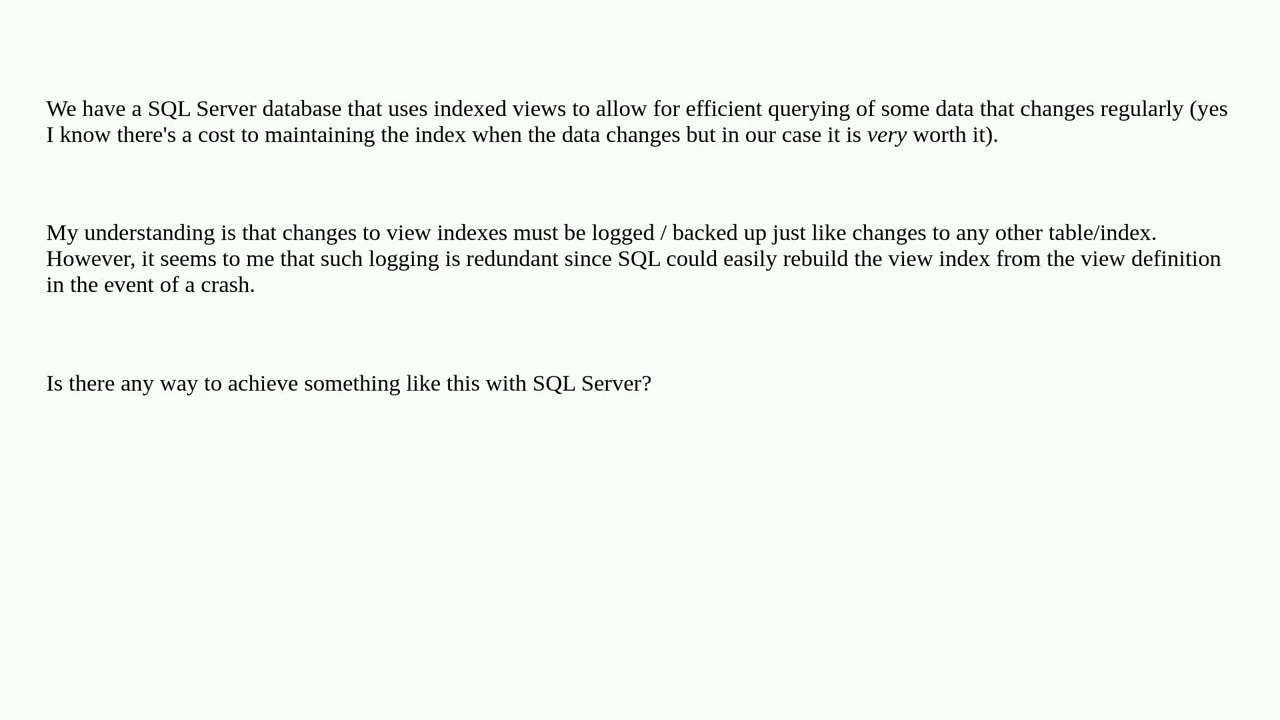 We have a SQL Server database that uses indexed views to allow for efficient querying of some data that changes regularly (yes
I know there's a cost to maintaining the index when the data changes but in our case it is very worth it).
My understanding is that changes to view indexes must be logged / backed up just like changes to any other table/index.
However, it seems to me that such logging is redundant since SQL could easily rebuild the view index from the view definition
in the event of a crash.
Is there any way to achieve something like this with SQL Server?